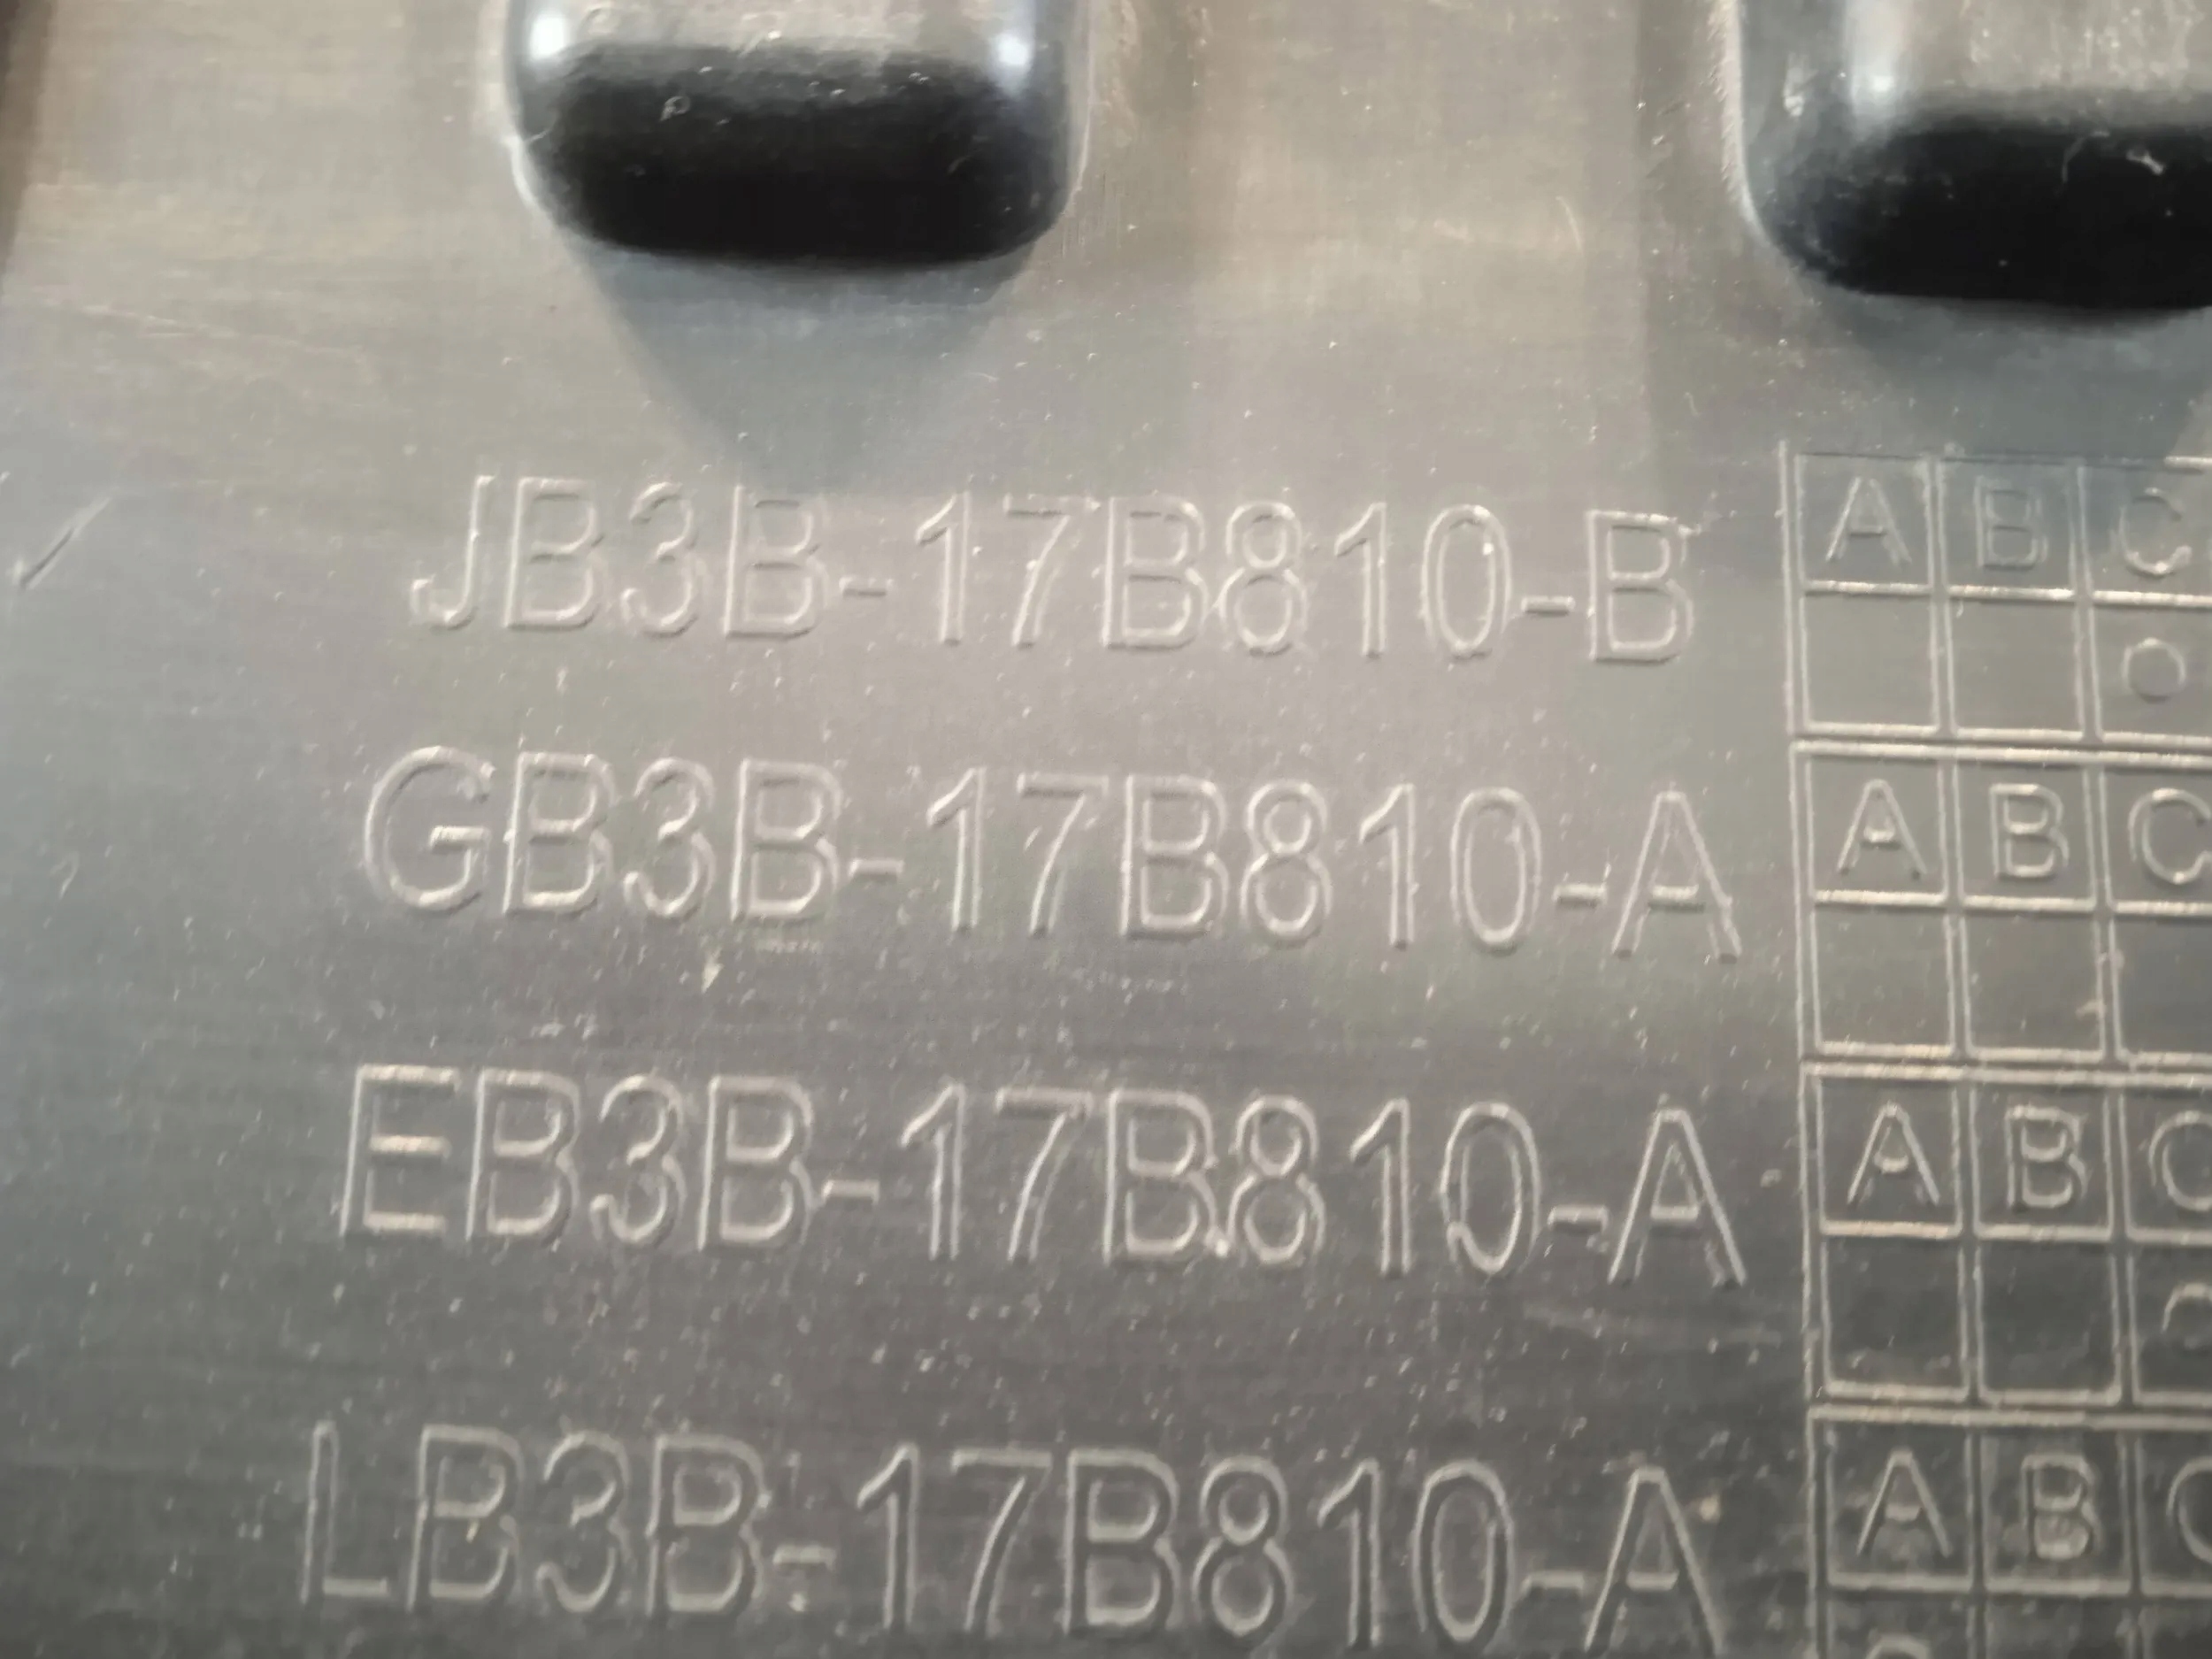 JB3B-17B810-B A B C
GB3B-17B810-A A B C
EB3B-17B810-A A B C
LB3B-17B810-A A B C